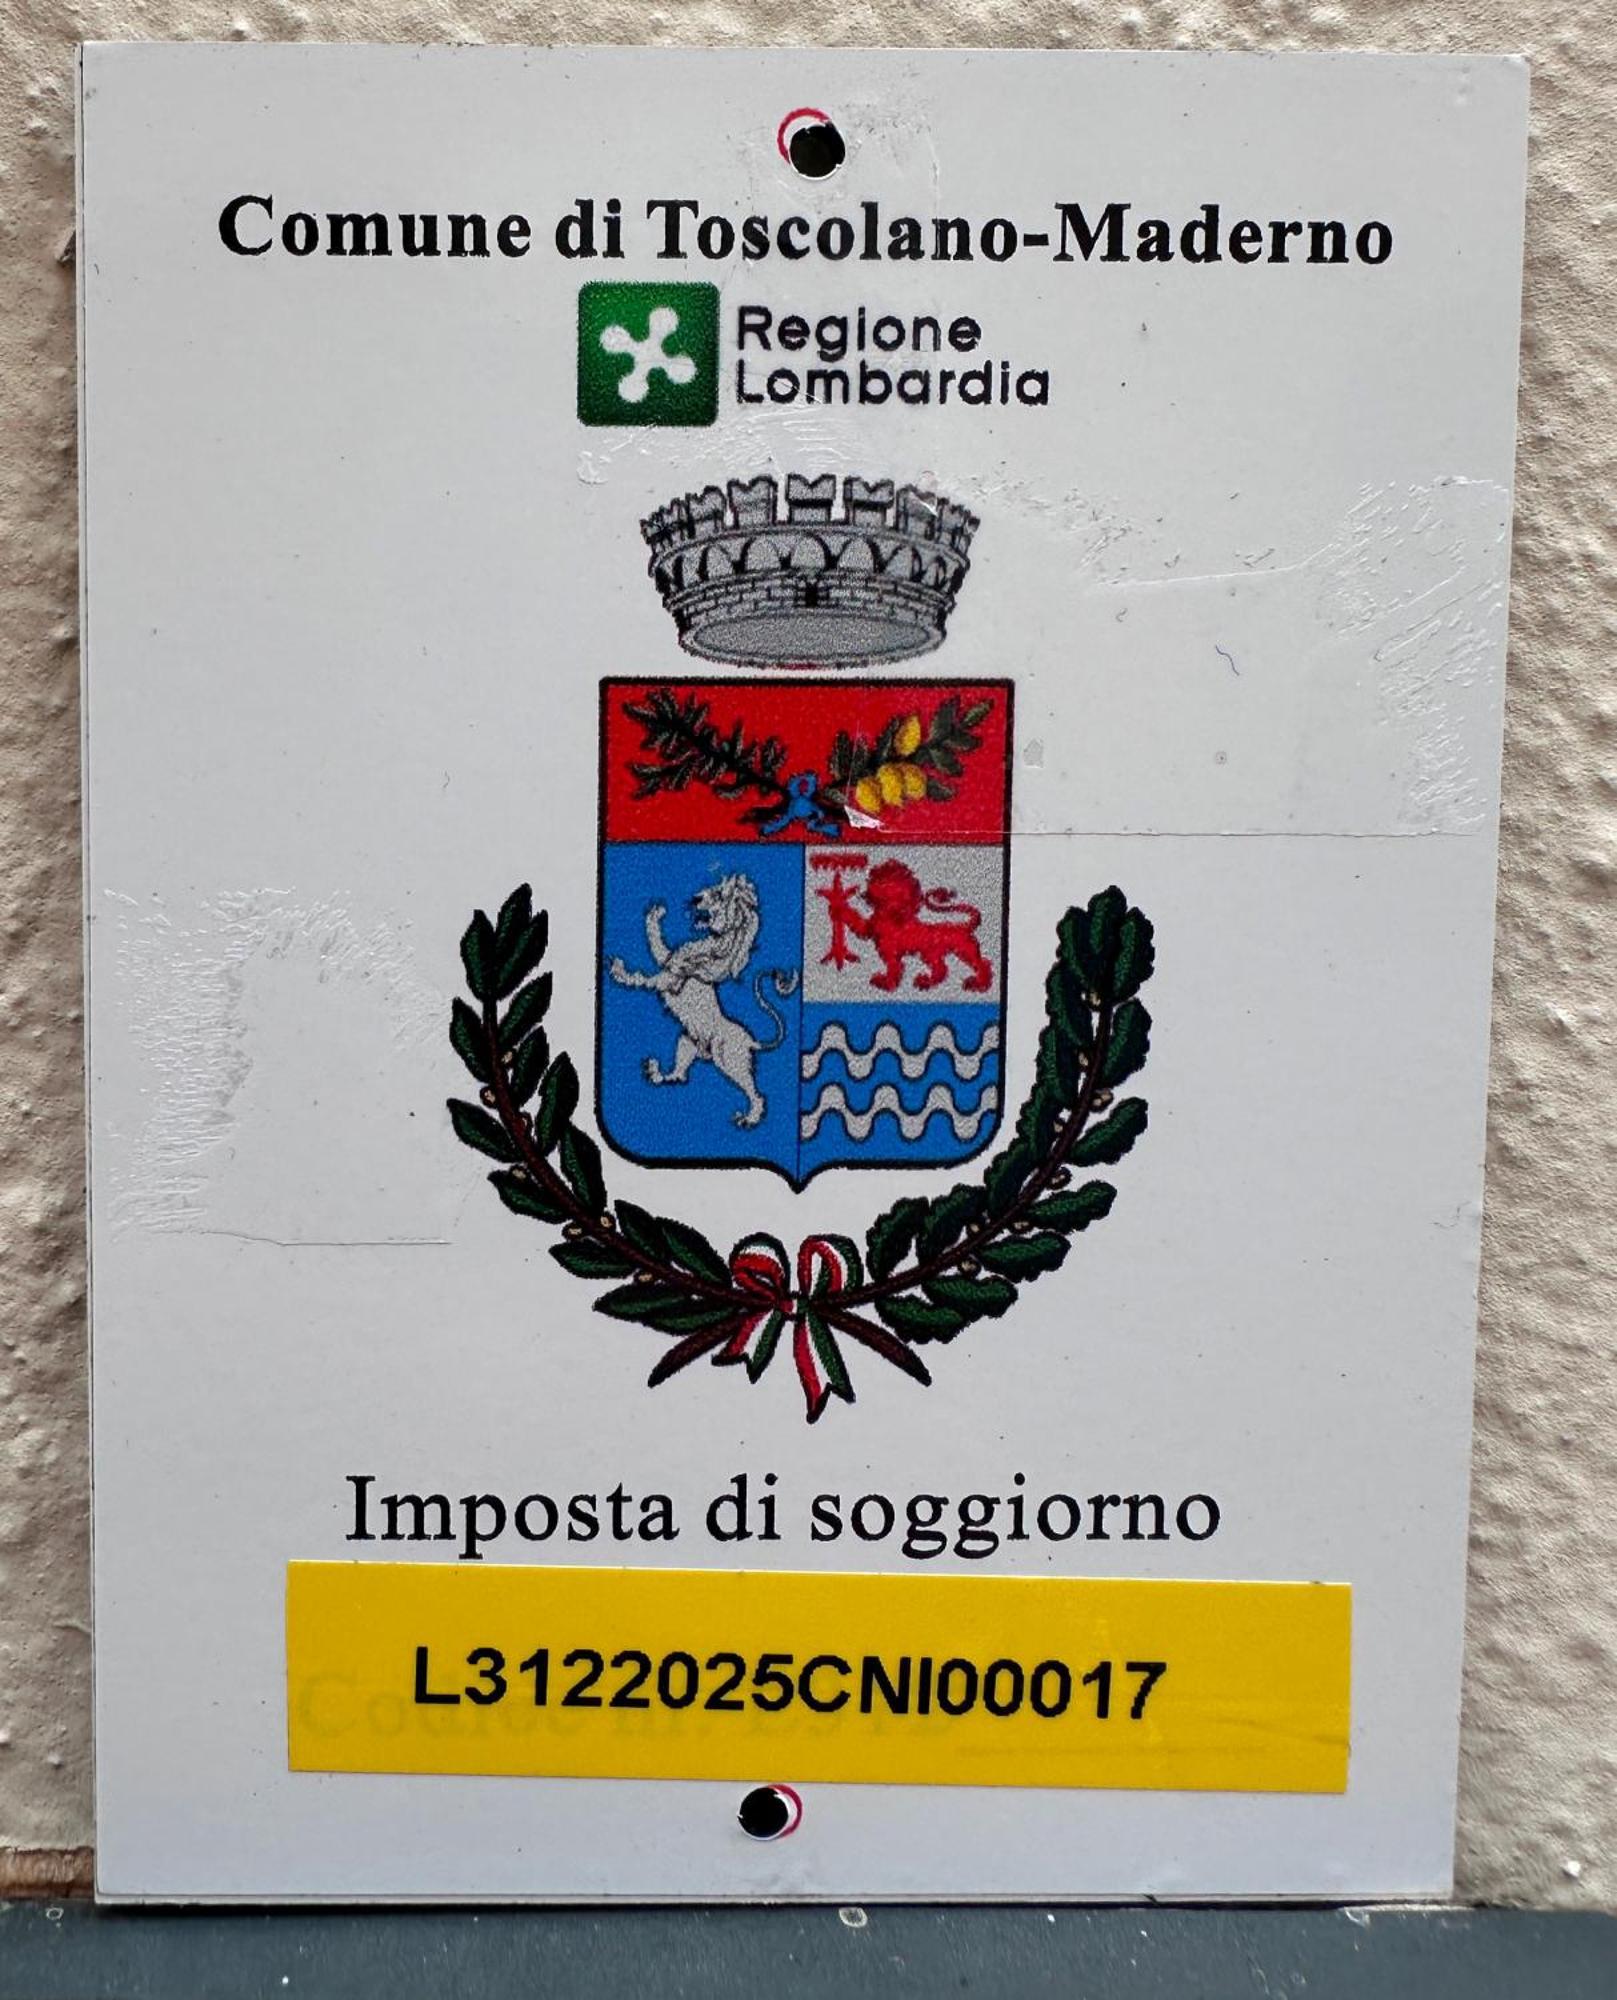 Comune di Toscolano-Maderno
Regione
Lombardia
Imposta di soggiorno
L3122025CNI00017